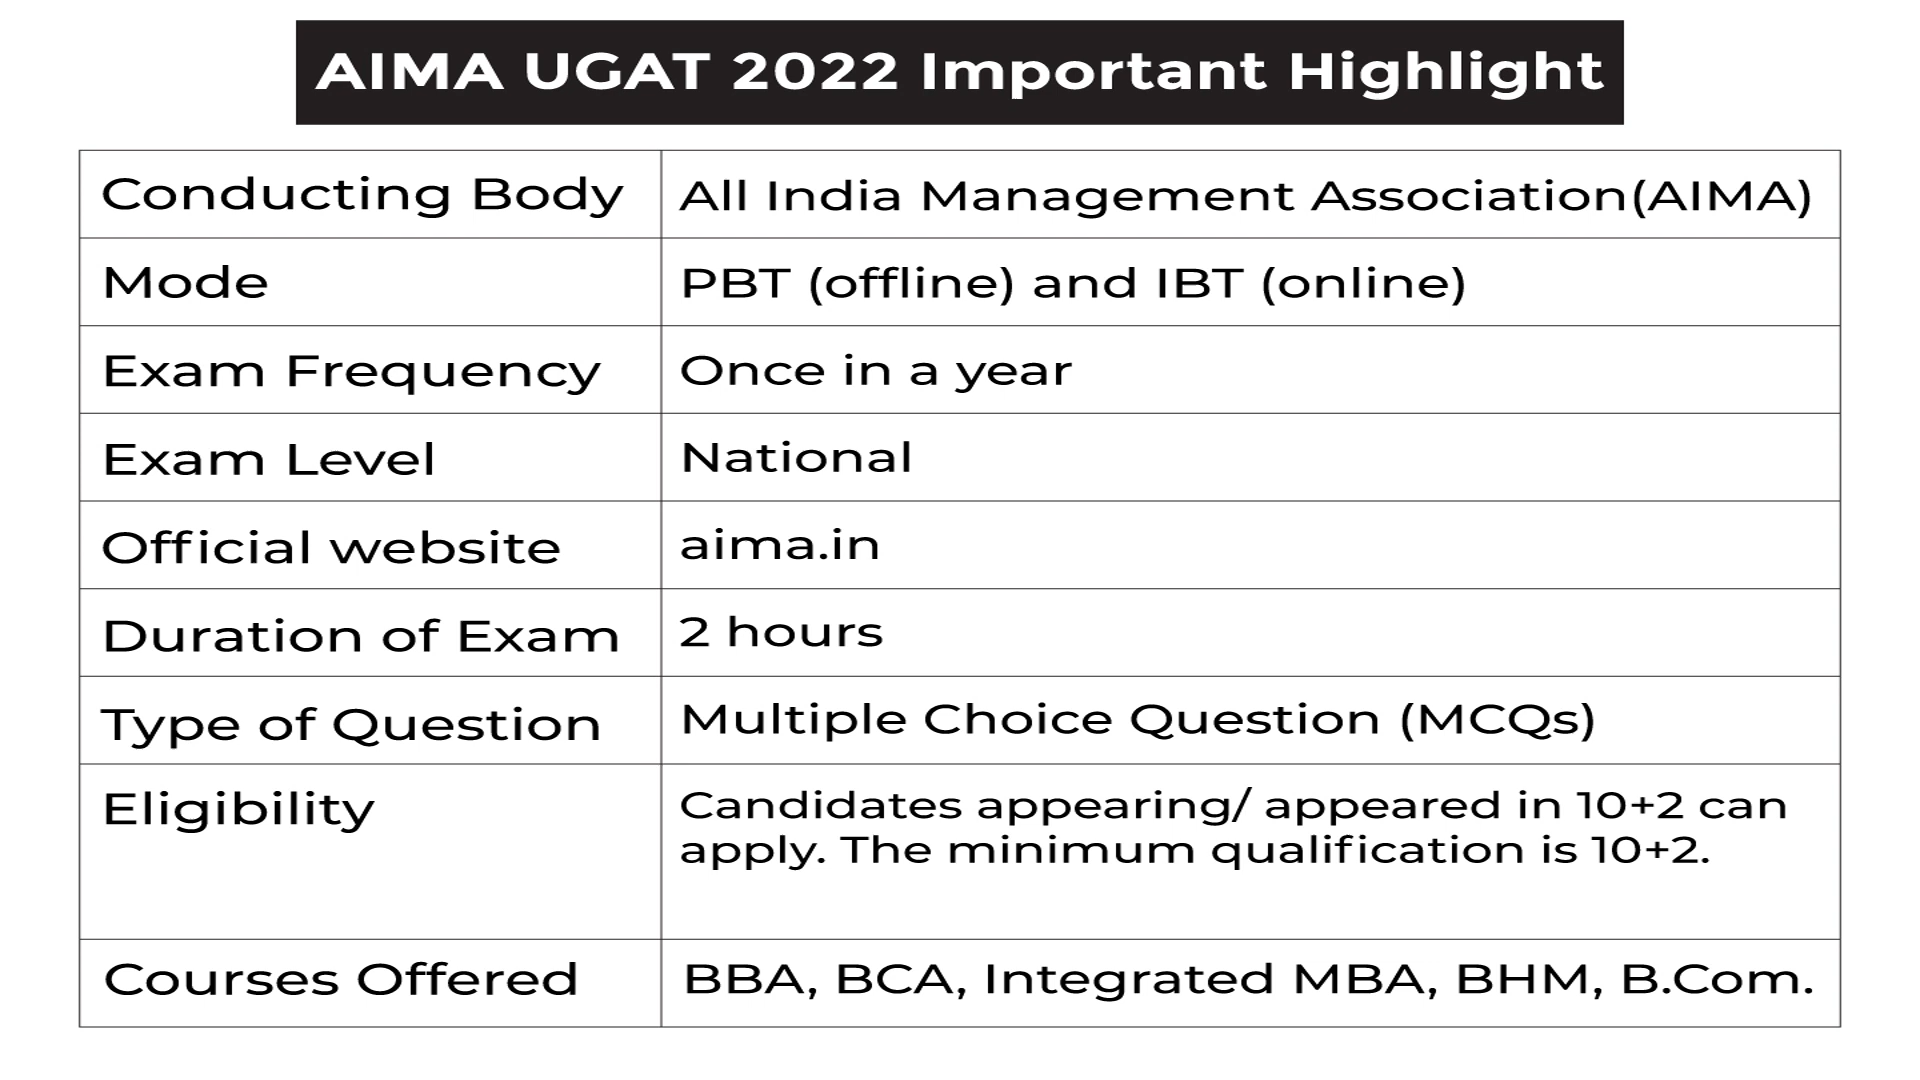 AIMA UGAT 2022 Important Highlight
Conducting Body All India Management Association(AIMA)
Mode PBT (offline) and IBT (online)
Exam Frequency Once in a year
Exam Level National
Official website aima.in
Duration of Exam 2 hours
Type of Question Multiple Choice Question (MCQs)
Eligibility Candidates appearing/ appeared in 10+2 can
apply. The minimum qualification is 10+2.
Courses Offered BBA, BCA, Integrated MBA, BHM, B.Com.